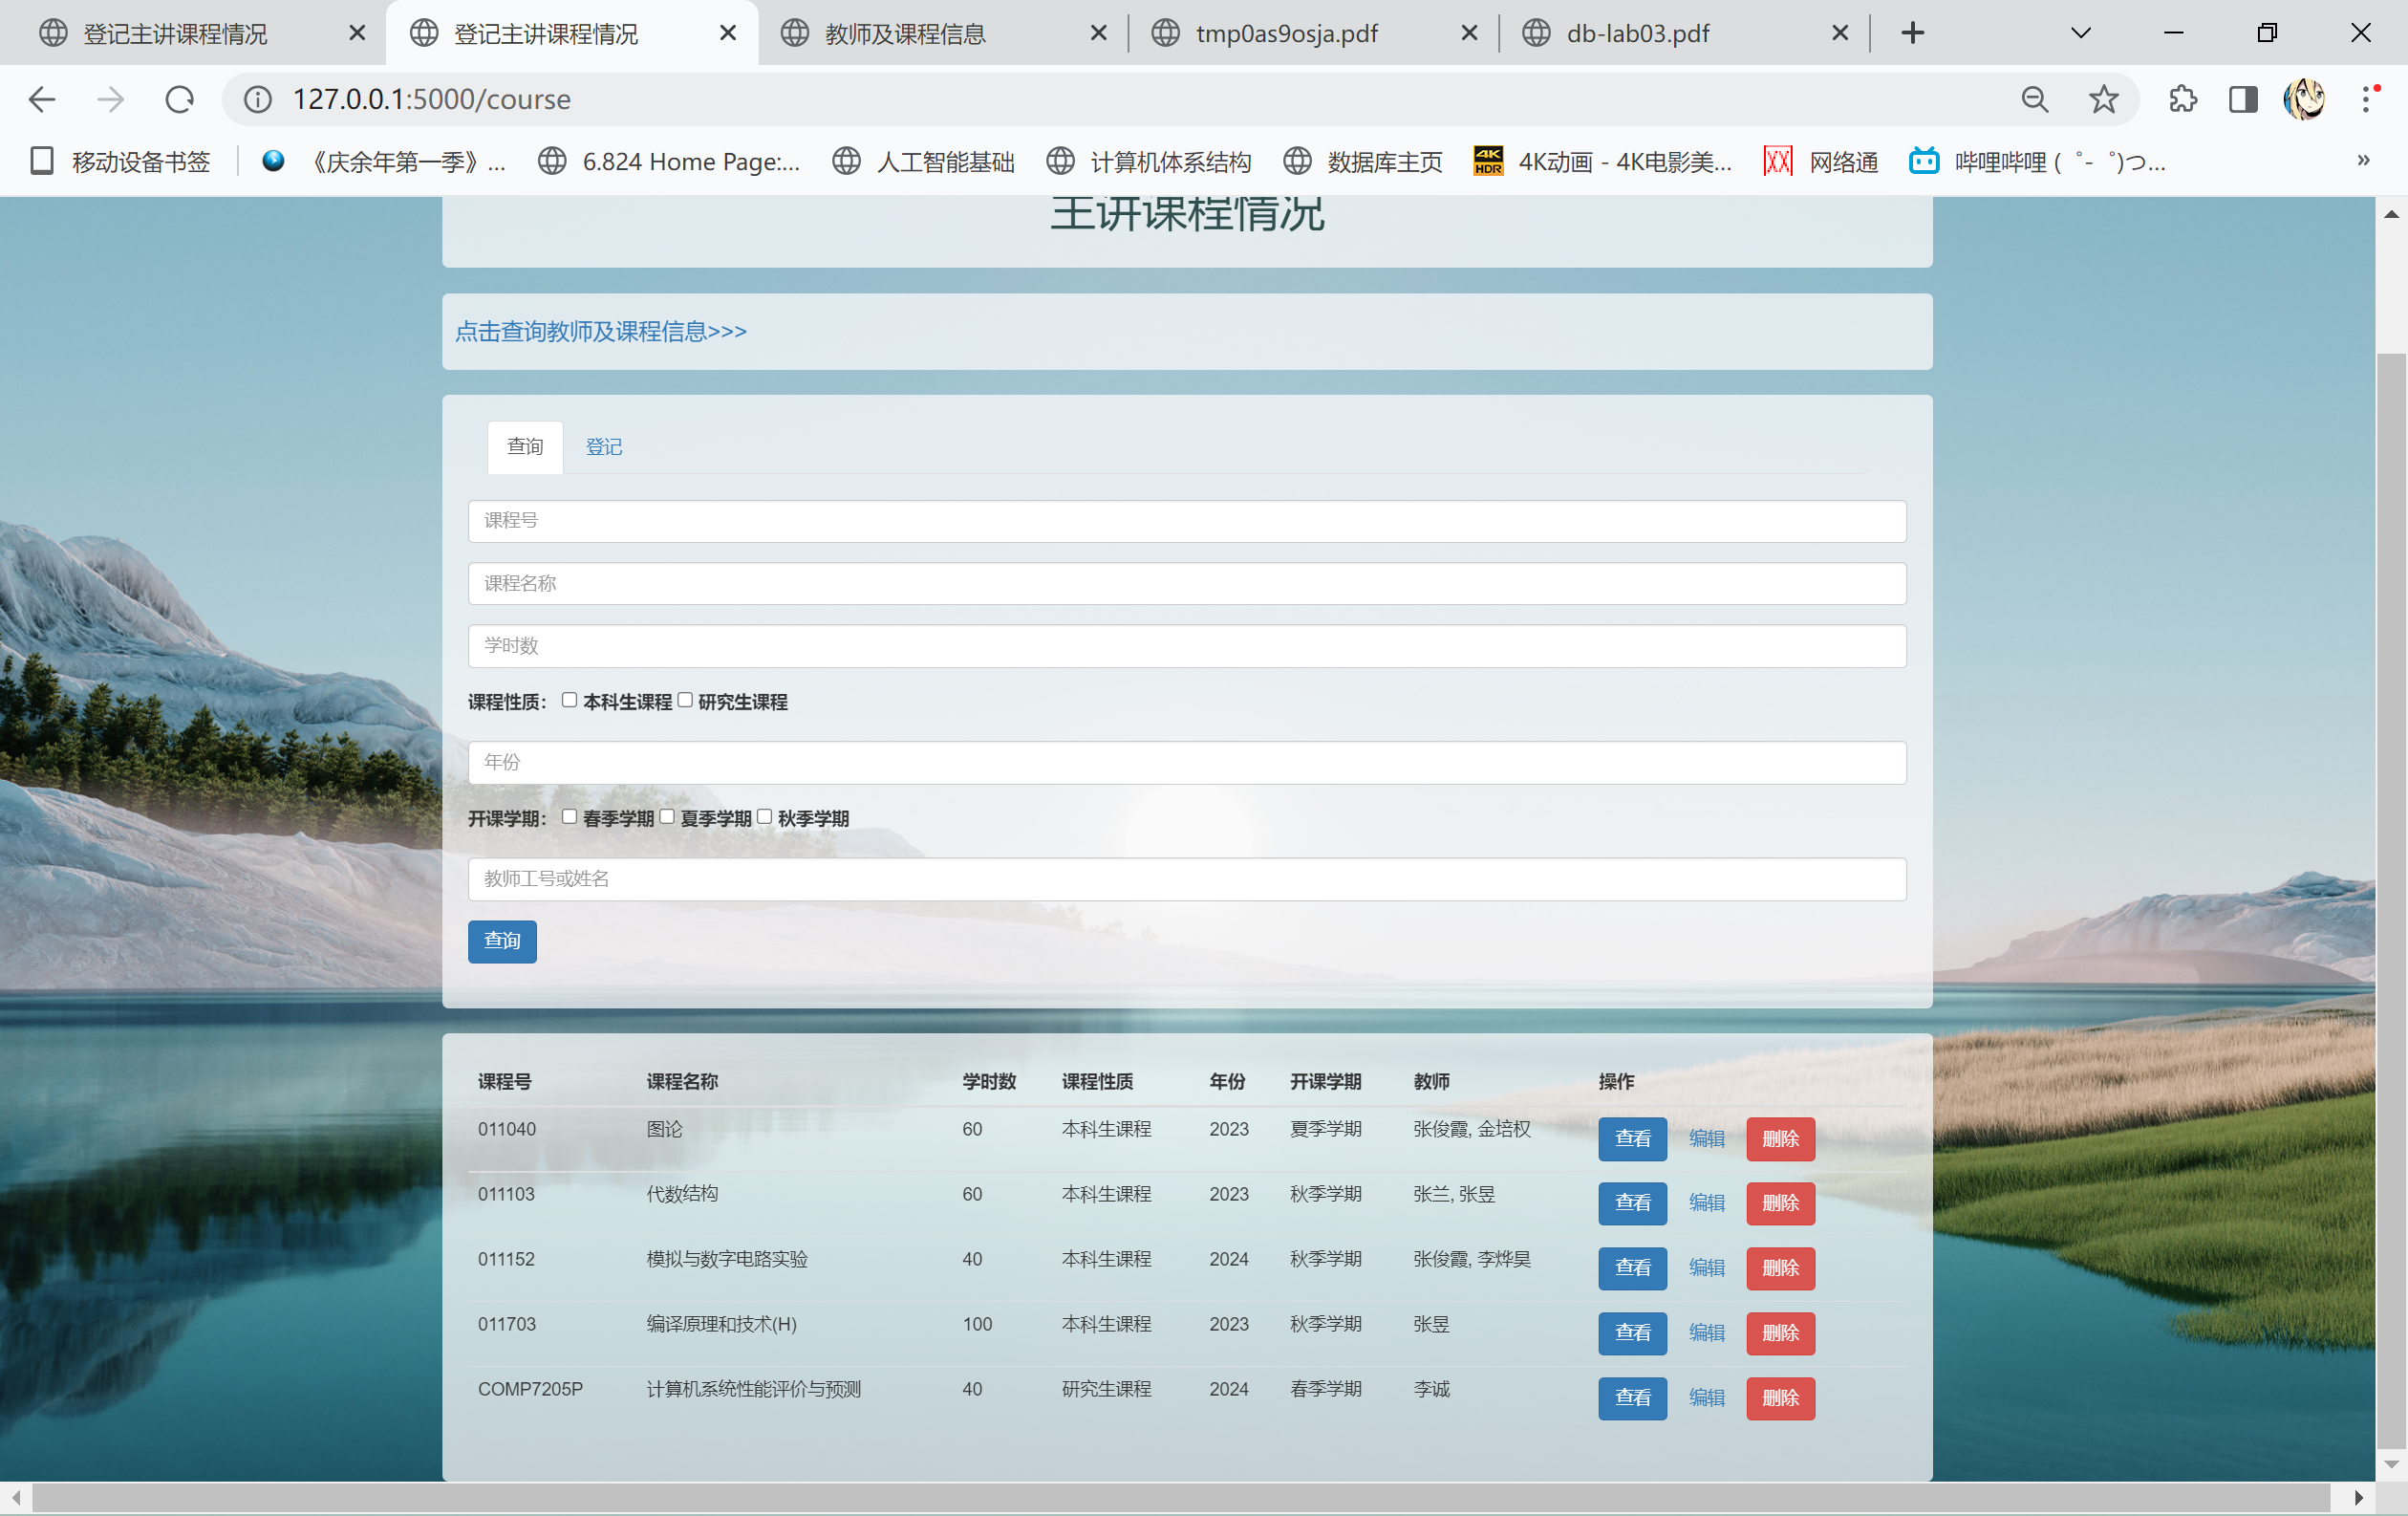 登记主讲课程情况 登记主讲课程情况 教师及课程信息 tmp0as9osja.pdf db-lab03.pdf
127.0.0.1:5000/course
移动设备书签 《庆余年第一季》... 6.824 Home Page:... 人工智能基础 计算机体系结构 数据库主页 4K HDR 4K动画 - 4K电影美... 网络通 哔哩哔哩 (゜-゜)つ... »
主讲课程情况
点击查询教师及课程信息>>>
查询 登记
课程号
课程名称
学时数
课程性质： 本科生课程 研究生课程
年份
开课学期： 春季学期 夏季学期 秋季学期
教师工号或姓名
查询
课程号 课程名称 学时数 课程性质 年份 开课学期 教师 操作
011040 图论 60 本科生课程 2023 夏季学期 张俊霞, 金培权 查看 编辑 删除
011103 代数结构 60 本科生课程 2023 秋季学期 张兰, 张昱 查看 编辑 删除
011152 模拟与数字电路实验 40 本科生课程 2024 秋季学期 张俊霞, 李烨昊 查看 编辑 删除
011703 编译原理和技术(H) 100 本科生课程 2023 秋季学期 张昱 查看 编辑 删除
COMP7205P 计算机系统性能评价与预测 40 研究生课程 2024 春季学期 李诚 查看 编辑 删除